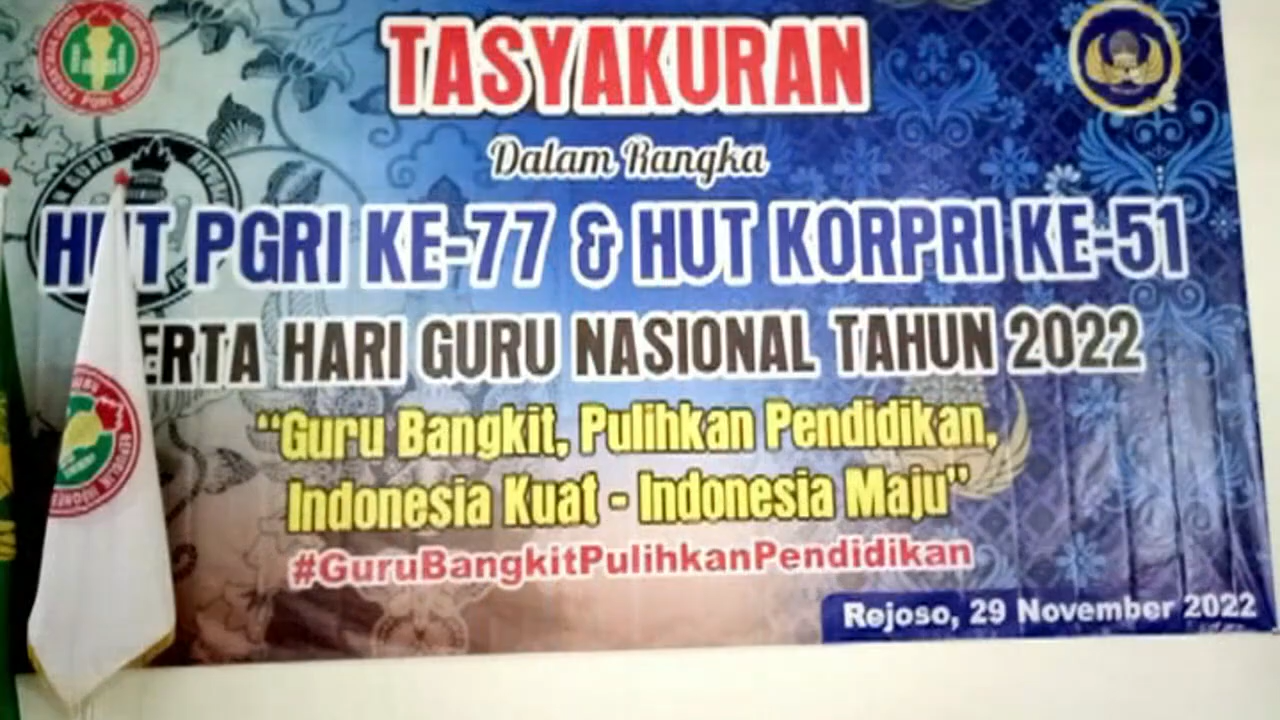 TASYAKURAN
Dalam Rangka
HUT PGRI KE-77 & HUT KORPRI KE-51
ERTA HARI GURU NASIONAL TAHUN 2022
"Guru Bangkit, Pulihkan Pendidikan,
Indonesia Kuat - Indonesia Maju"
#GuruBangkitPulihkanPendidikan
Rejoso, 29 November 2022
PGRI